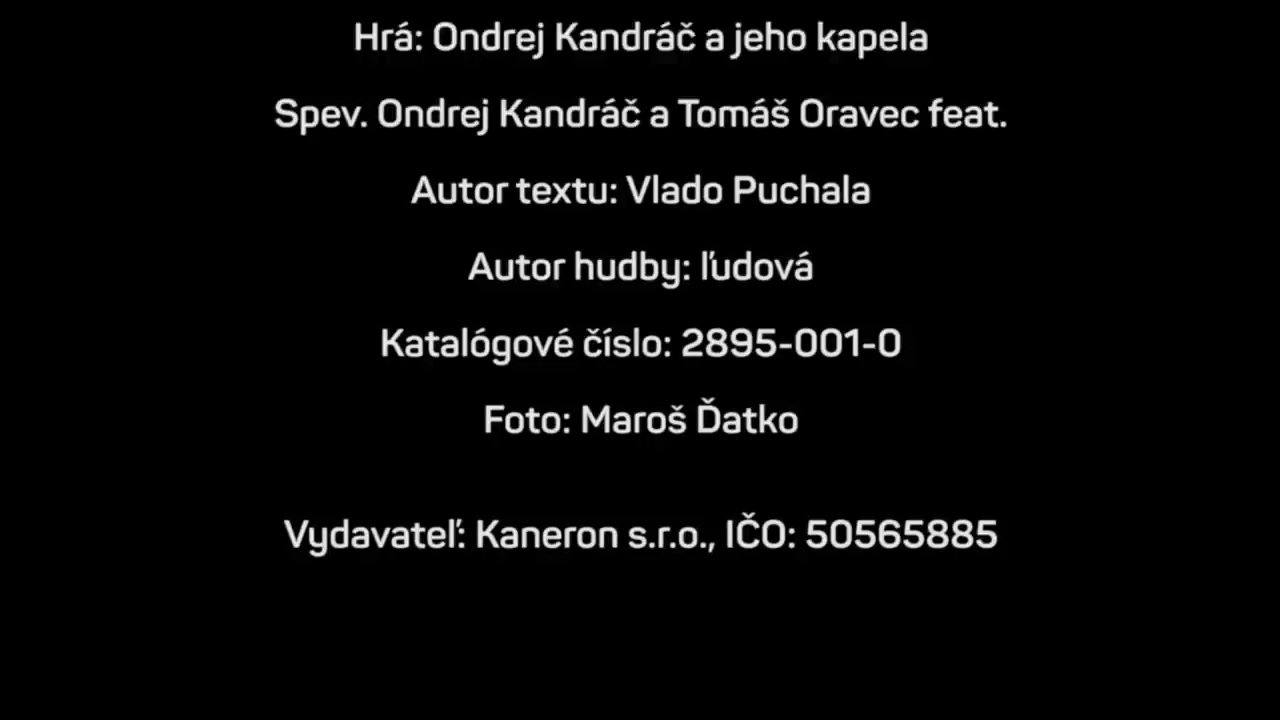 Hrá: Ondrej Kandráč a jeho kapela
Spev. Ondrej Kandráč a Tomáš Oravec feat.
Autor textu: Vlado Puchala
Autor hudby: ľudová
Katalógové číslo: 2895-001-0
Foto: Maroš Ďatko
Vydavateľ: Kaneron s.r.o., IČO: 50565885